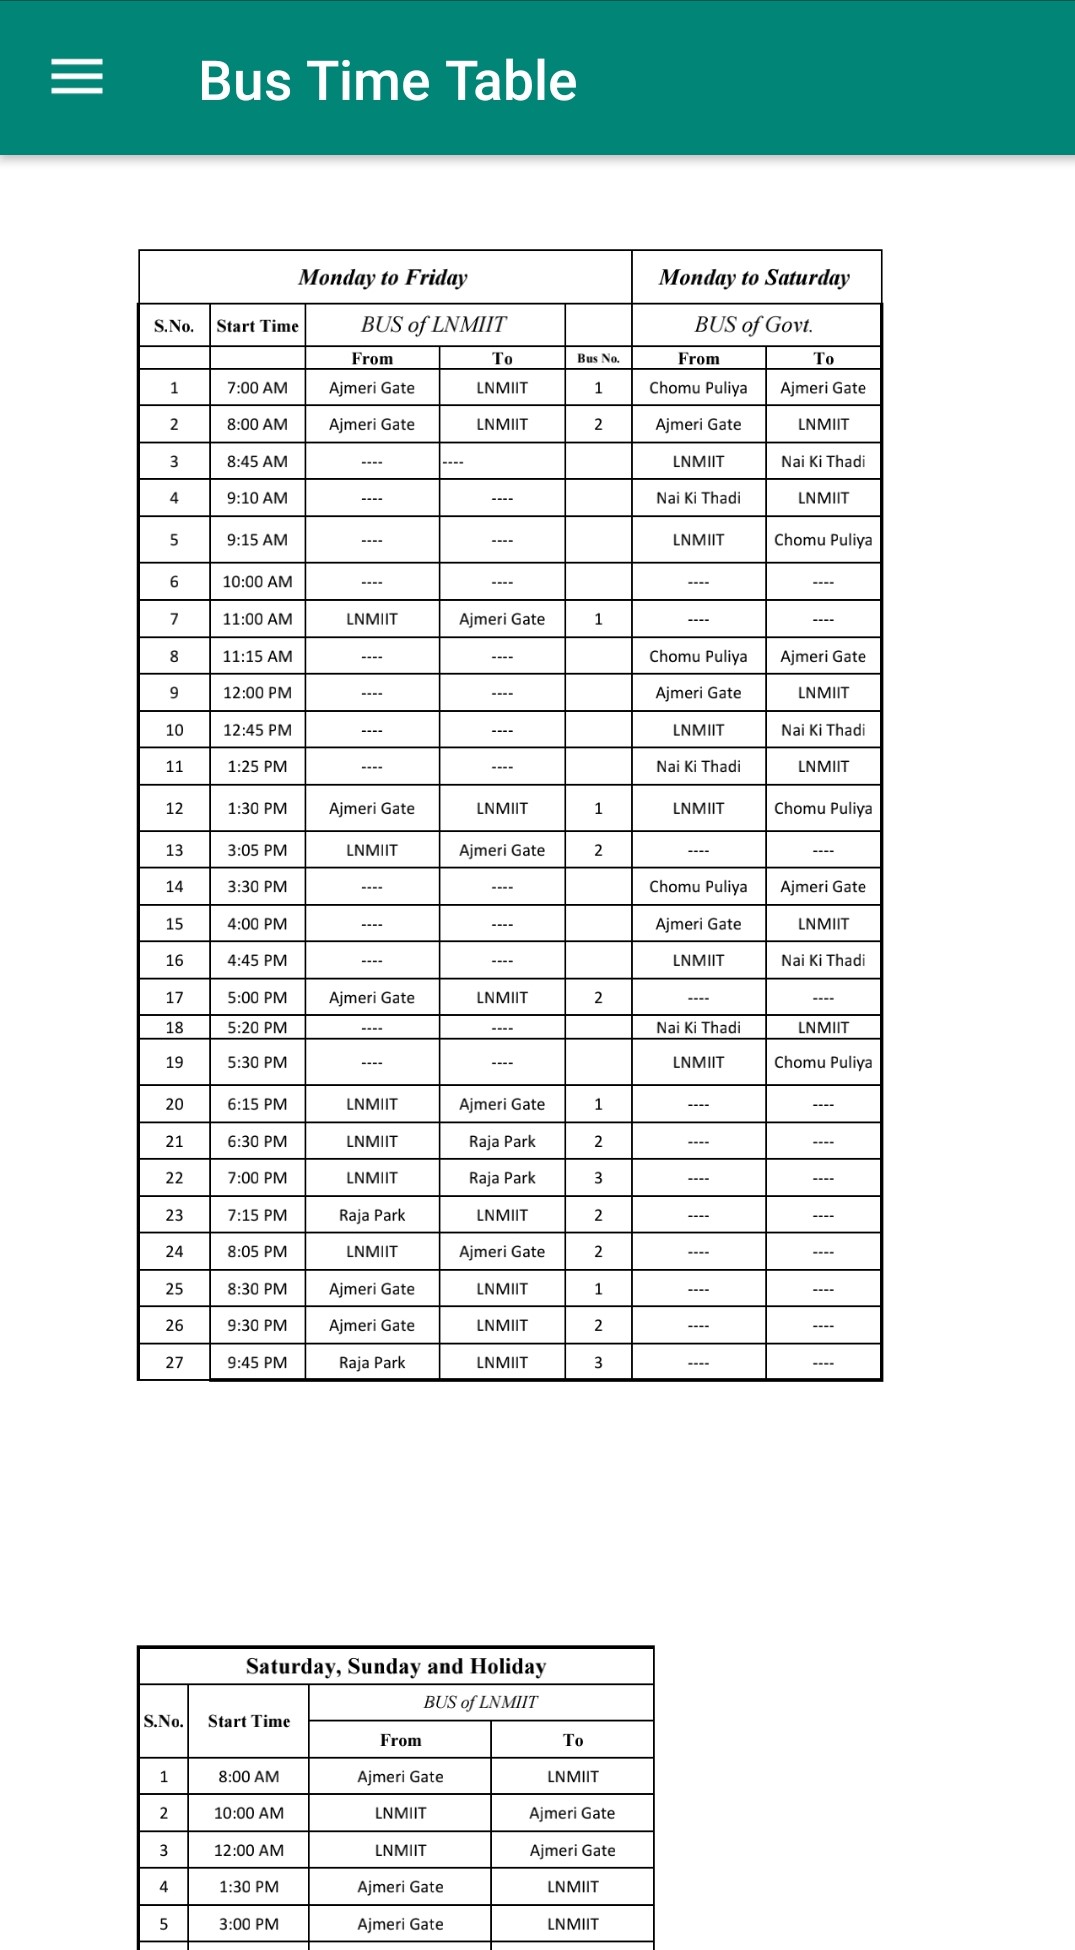 Bus Time Table
Monday to Friday Monday to Saturday
S.No. Start Time BUS of LNMIIT BUS of Govt.
From To Bus No. From To
1 7:00 AM Ajmeri Gate LNMIIT 1 Chomu Puliya Ajmeri Gate
2 8:00 AM Ajmeri Gate LNMIIT 2 Ajmeri Gate LNMIIT
3 8:45 AM ---- ---- LNMIIT Nai Ki Thadi
4 9:10 AM ---- ---- Nai Ki Thadi LNMIIT
5 9:15 AM ---- ---- LNMIIT Chomu Puliya
6 10:00 AM ---- ---- ---- ----
7 11:00 AM LNMIIT Ajmeri Gate 1 ---- ----
8 11:15 AM ---- ---- Chomu Puliya Ajmeri Gate
9 12:00 PM ---- ---- Ajmeri Gate LNMIIT
10 12:45 PM ---- ---- LNMIIT Nai Ki Thadi
11 1:25 PM ---- ---- Nai Ki Thadi LNMIIT
12 1:30 PM Ajmeri Gate LNMIIT 1 LNMIIT Chomu Puliya
13 3:05 PM LNMIIT Ajmeri Gate 2 ---- ----
14 3:30 PM ---- ---- Chomu Puliya Ajmeri Gate
15 4:00 PM ---- ---- Ajmeri Gate LNMIIT
16 4:45 PM ---- ---- LNMIIT Nai Ki Thadi
17 5:00 PM Ajmeri Gate LNMIIT 2 ---- ----
18 5:20 PM ---- ---- Nai Ki Thadi LNMIIT
19 5:30 PM ---- ---- LNMIIT Chomu Puliya
20 6:15 PM LNMIIT Ajmeri Gate 1 ---- ----
21 6:30 PM LNMIIT Raja Park 2 ---- ----
22 7:00 PM LNMIIT Raja Park 3 ---- ----
23 7:15 PM Raja Park LNMIIT 2 ---- ----
24 8:05 PM LNMIIT Ajmeri Gate 2 ---- ----
25 8:30 PM Ajmeri Gate LNMIIT 1 ---- ----
26 9:30 PM Ajmeri Gate LNMIIT 2 ---- ----
27 9:45 PM Raja Park LNMIIT 3 ---- ----
Saturday, Sunday and Holiday
S.No. Start Time BUS of LNMIIT
From To
1 8:00 AM Ajmeri Gate LNMIIT
2 10:00 AM LNMIIT Ajmeri Gate
3 12:00 AM LNMIIT Ajmeri Gate
4 1:30 PM Ajmeri Gate LNMIIT
5 3:00 PM Ajmeri Gate LNMIIT